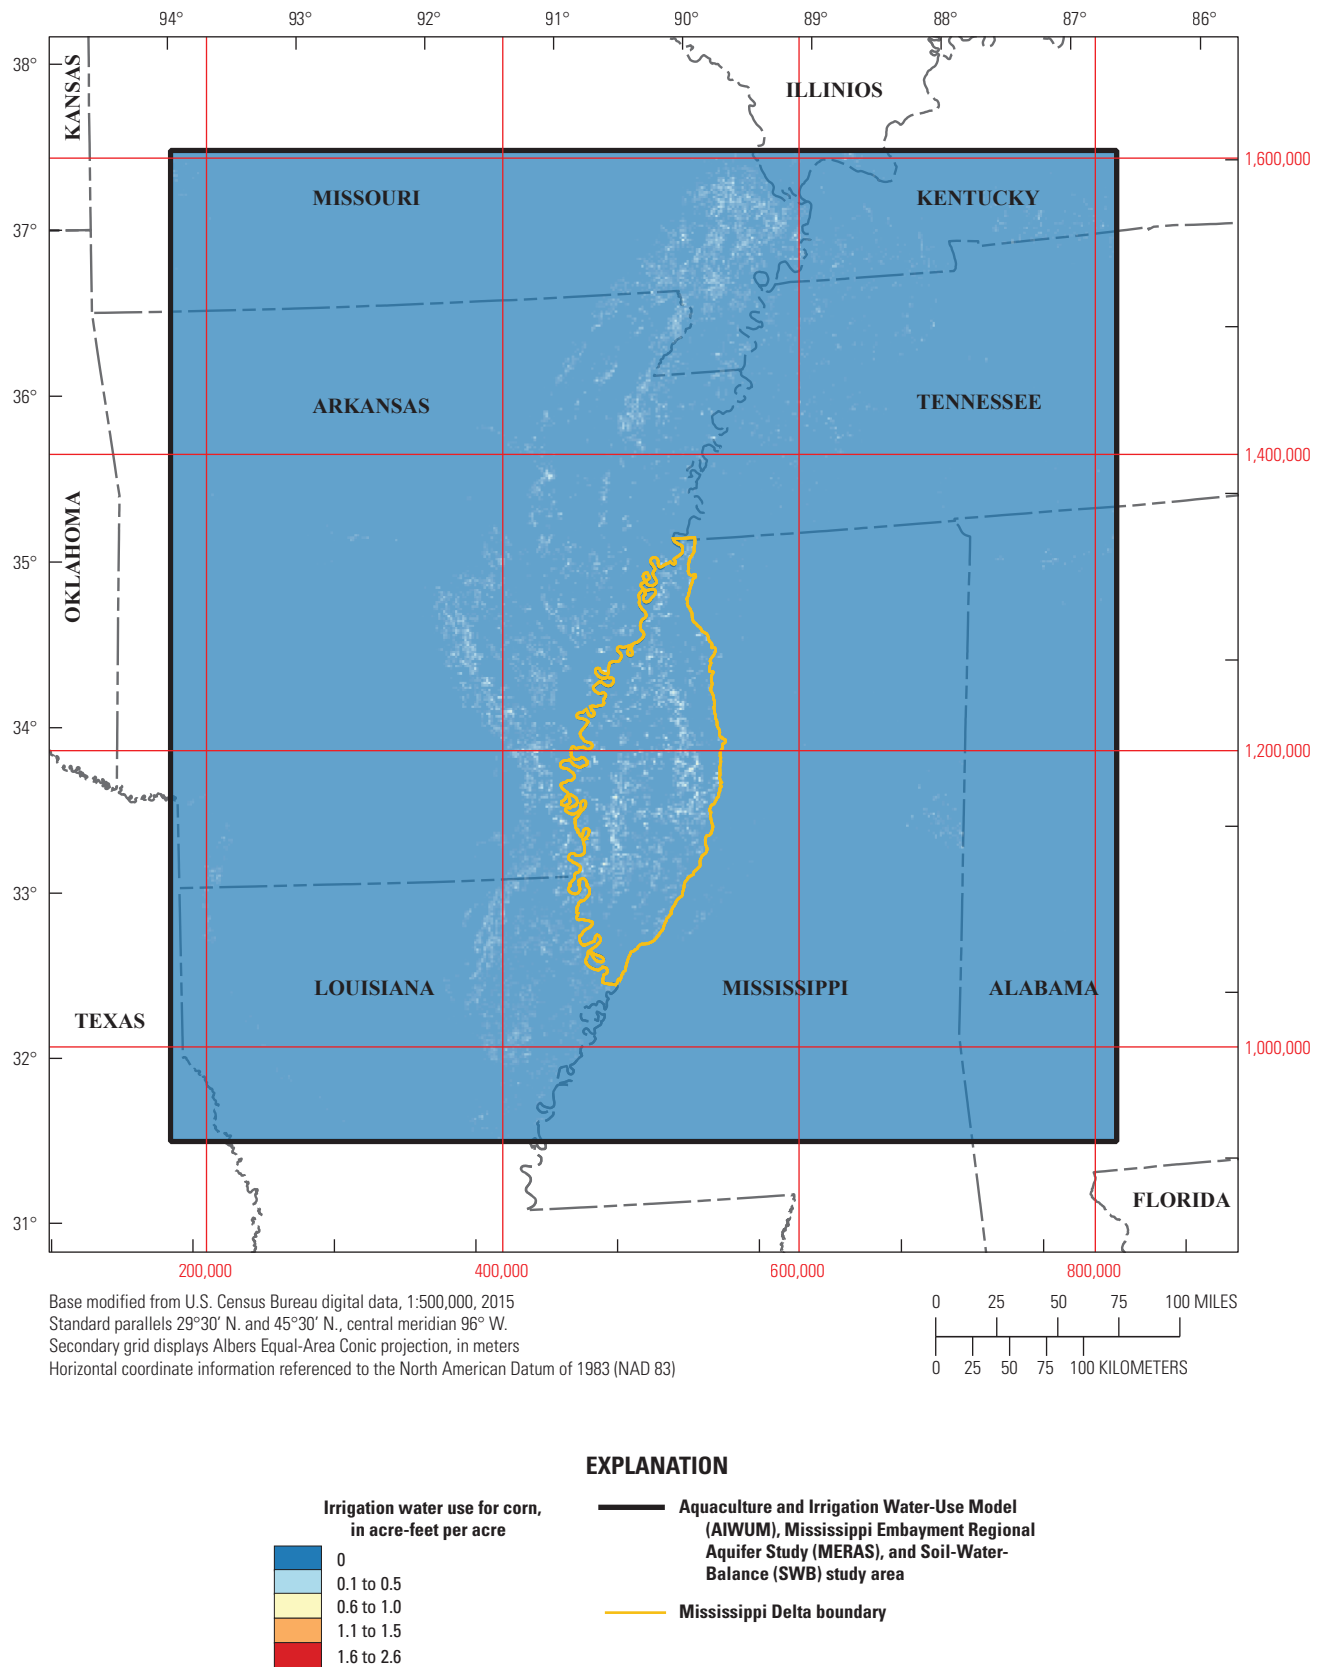 94° 93° 92° 91° 90° 89° 88° 87° 86°
38°
37°
36°
35°
34°
33°
32°
31°
KANSAS
ILLINIOS
MISSOURI
KENTUCKY
1,600,000
ARKANSAS
TENNESSEE
1,400,000
OKLAHOMA
1,200,000
LOUISIANA
MISSISSIPPI
ALABAMA
TEXAS
1,000,000
FLORIDA
200,000 400,000 600,000 800,000
Base modified from U.S. Census Bureau digital data, 1:500,000, 2015
Standard parallels 29°30′ N. and 45°30′ N., central meridian 96° W.
Secondary grid displays Albers Equal-Area Conic projection, in meters
Horizontal coordinate information referenced to the North American Datum of 1983 (NAD 83)
0 25 50 75 100 MILES
0 25 50 75 100 KILOMETERS
EXPLANATION
Irrigation water use for corn,
in acre-feet per acre
0
0.1 to 0.5
0.6 to 1.0
1.1 to 1.5
1.6 to 2.6
Aquaculture and Irrigation Water-Use Model
(AIWUM), Mississippi Embayment Regional
Aquifer Study (MERAS), and Soil-Water-
Balance (SWB) study area
Mississippi Delta boundary